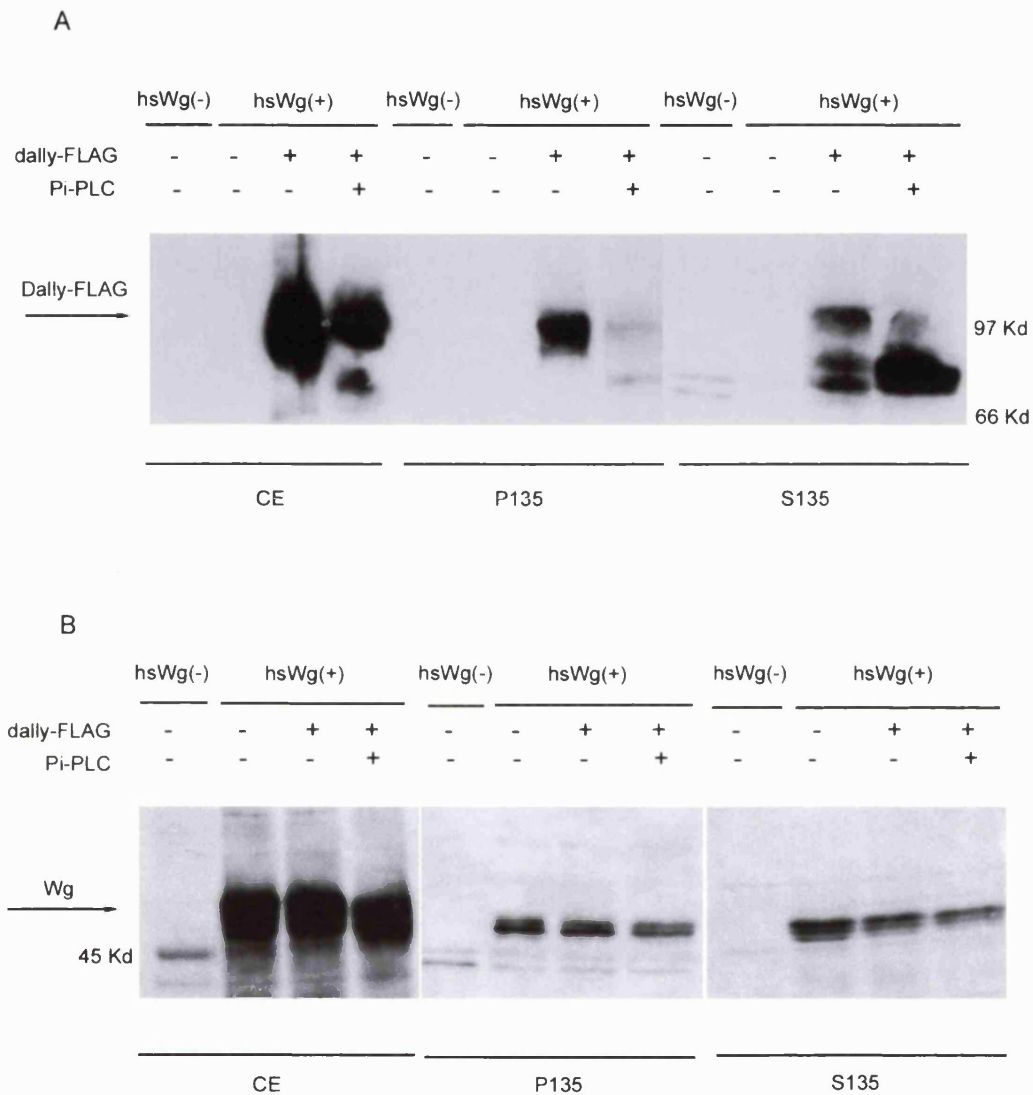 A
hsWg(-) hsWg(+) hsWg(-) hsWg(+) hsWg(-) hsWg(+)
dally-FLAG - - + + - - + + - - + +
Pi-PLC - - - + - - - + - - - +
Dally-FLAG
97 Kd
66 Kd
CE P135 S135
B
hsWg(-) hsWg(+) hsWg(-) hsWg(+) hsWg(-) hsWg(+)
dally-FLAG - - + + - - + + - - + +
Pi-PLC - - - + - - - + - - - +
Wg
45 Kd
CE P135 S135